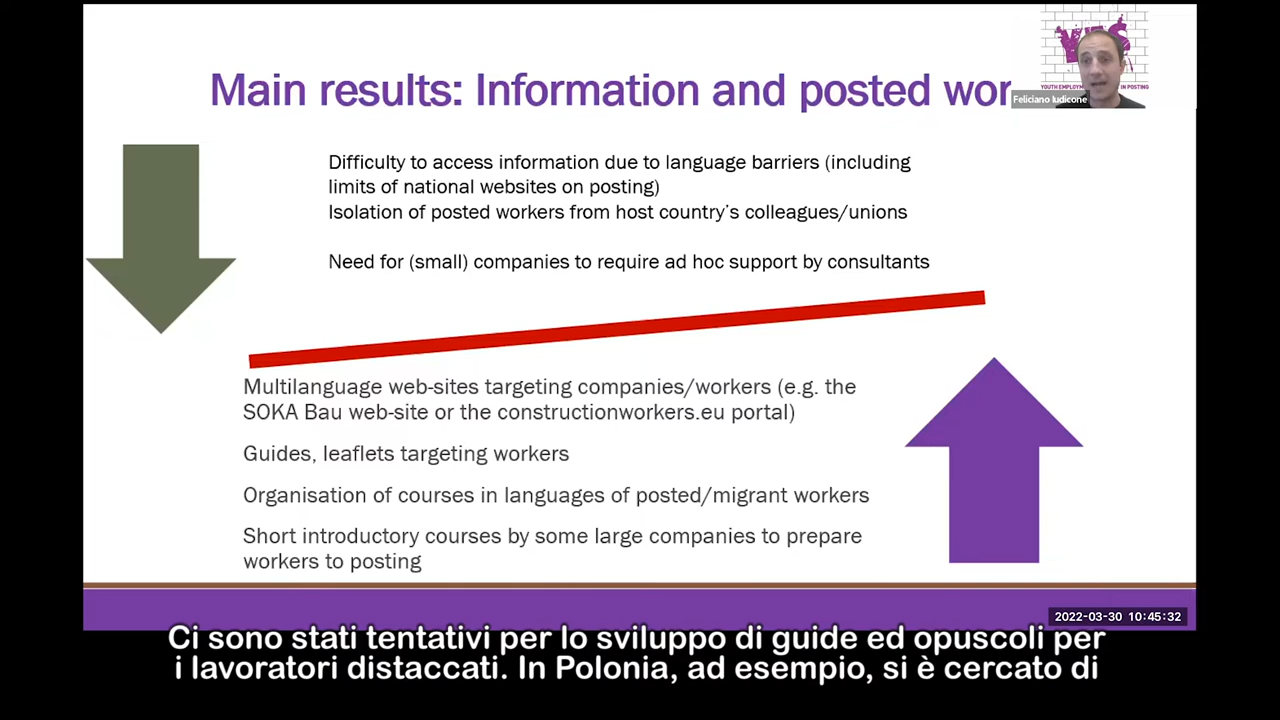 Main results: Information and posted wor
YES
YOUTH EMPLOYM
IN POSTING
Feliciano Iudicone
Difficulty to access information due to language barriers (including
limits of national websites on posting)
Isolation of posted workers from host country’s colleagues/unions
Need for (small) companies to require ad hoc support by consultants
Multilanguage web-sites targeting companies/workers (e.g. the
SOKA Bau web-site or the constructionworkers.eu portal)
Guides, leaflets targeting workers
Organisation of courses in languages of posted/migrant workers
Short introductory courses by some large companies to prepare
workers to posting
2022-03-30 10:45:32
Ci sono stati tentativi per lo sviluppo di guide ed opuscoli per
i lavoratori distaccati. In Polonia, ad esempio, si è cercato di